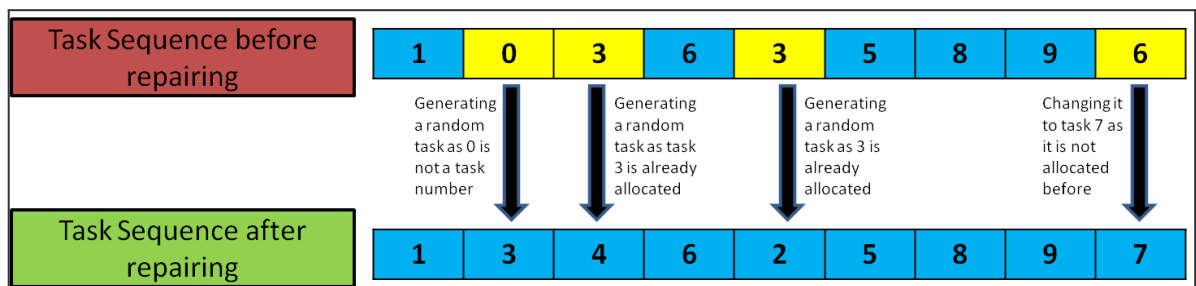 Task Sequence before
repairing
1 0 3 6 3 5 8 9 6
Generating
a random
task as 0 is
not a task
number
Generating
a random
task as task
3 is already
allocated
Generating
a random
task as 3 is
already
allocated
Changing it
to task 7 as
it is not
allocated
before
Task Sequence after
repairing
1 3 4 6 2 5 8 9 7